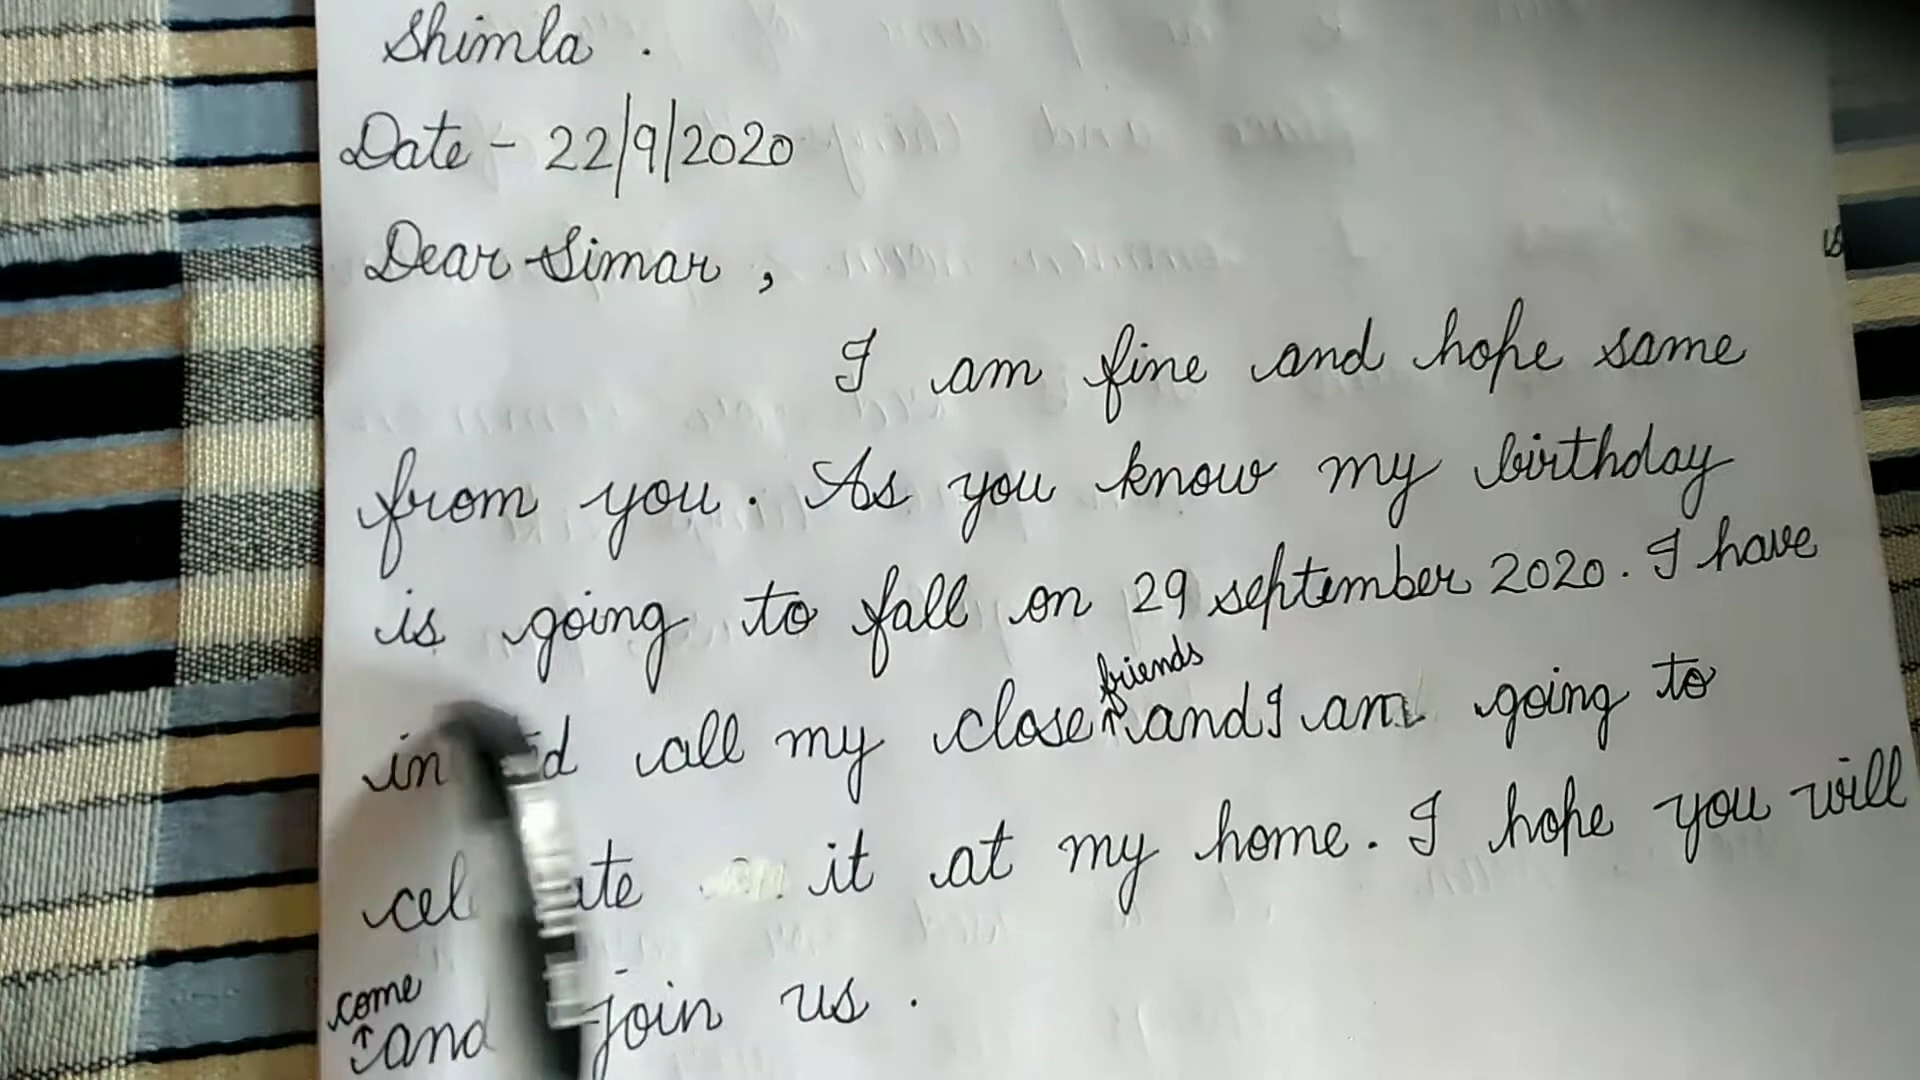 Shimla .
Date - 22/9/2020
Dear Simar ,
I am fine and hope same
from you. As you know my birthday
is going to fall on 29 september 2020. I have
all my close friends and I am going to
it at my home. I hope you will
come and join us .